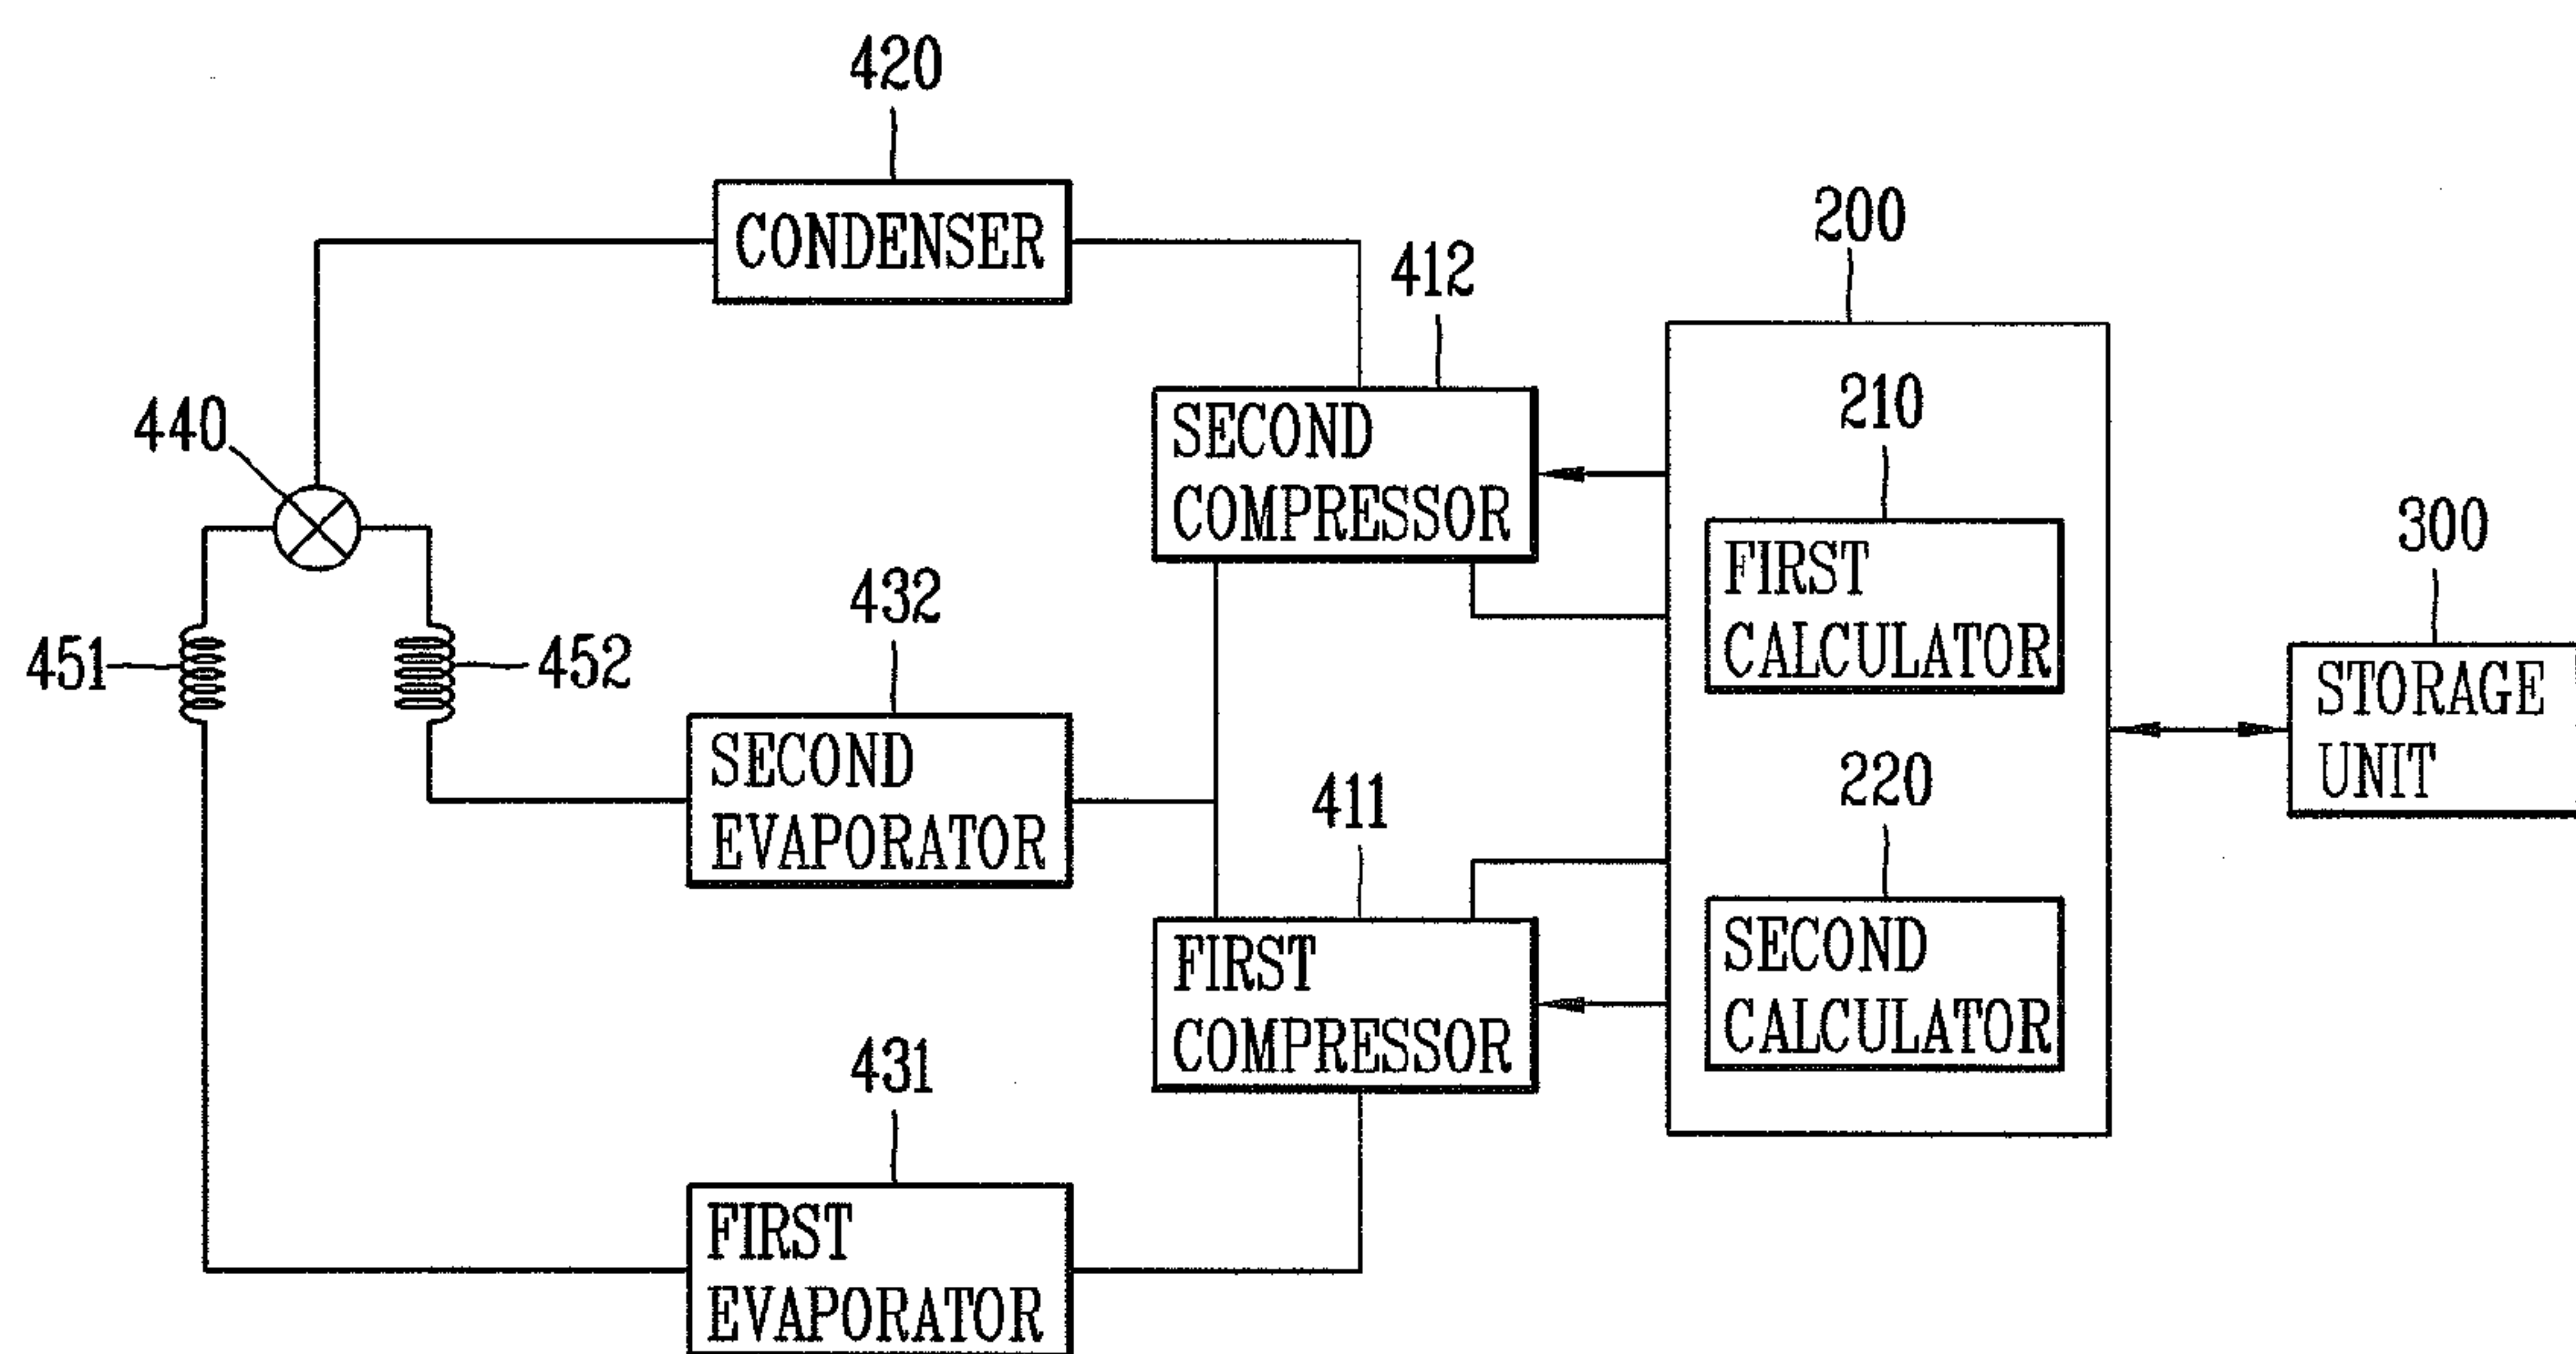 420
CONDENSER
200
412
SECOND
COMPRESSOR
210
FIRST
CALCULATOR
440
300
STORAGE
UNIT
432
451
452
SECOND
EVAPORATOR
220
SECOND
CALCULATOR
411
FIRST
COMPRESSOR
431
FIRST
EVAPORATOR